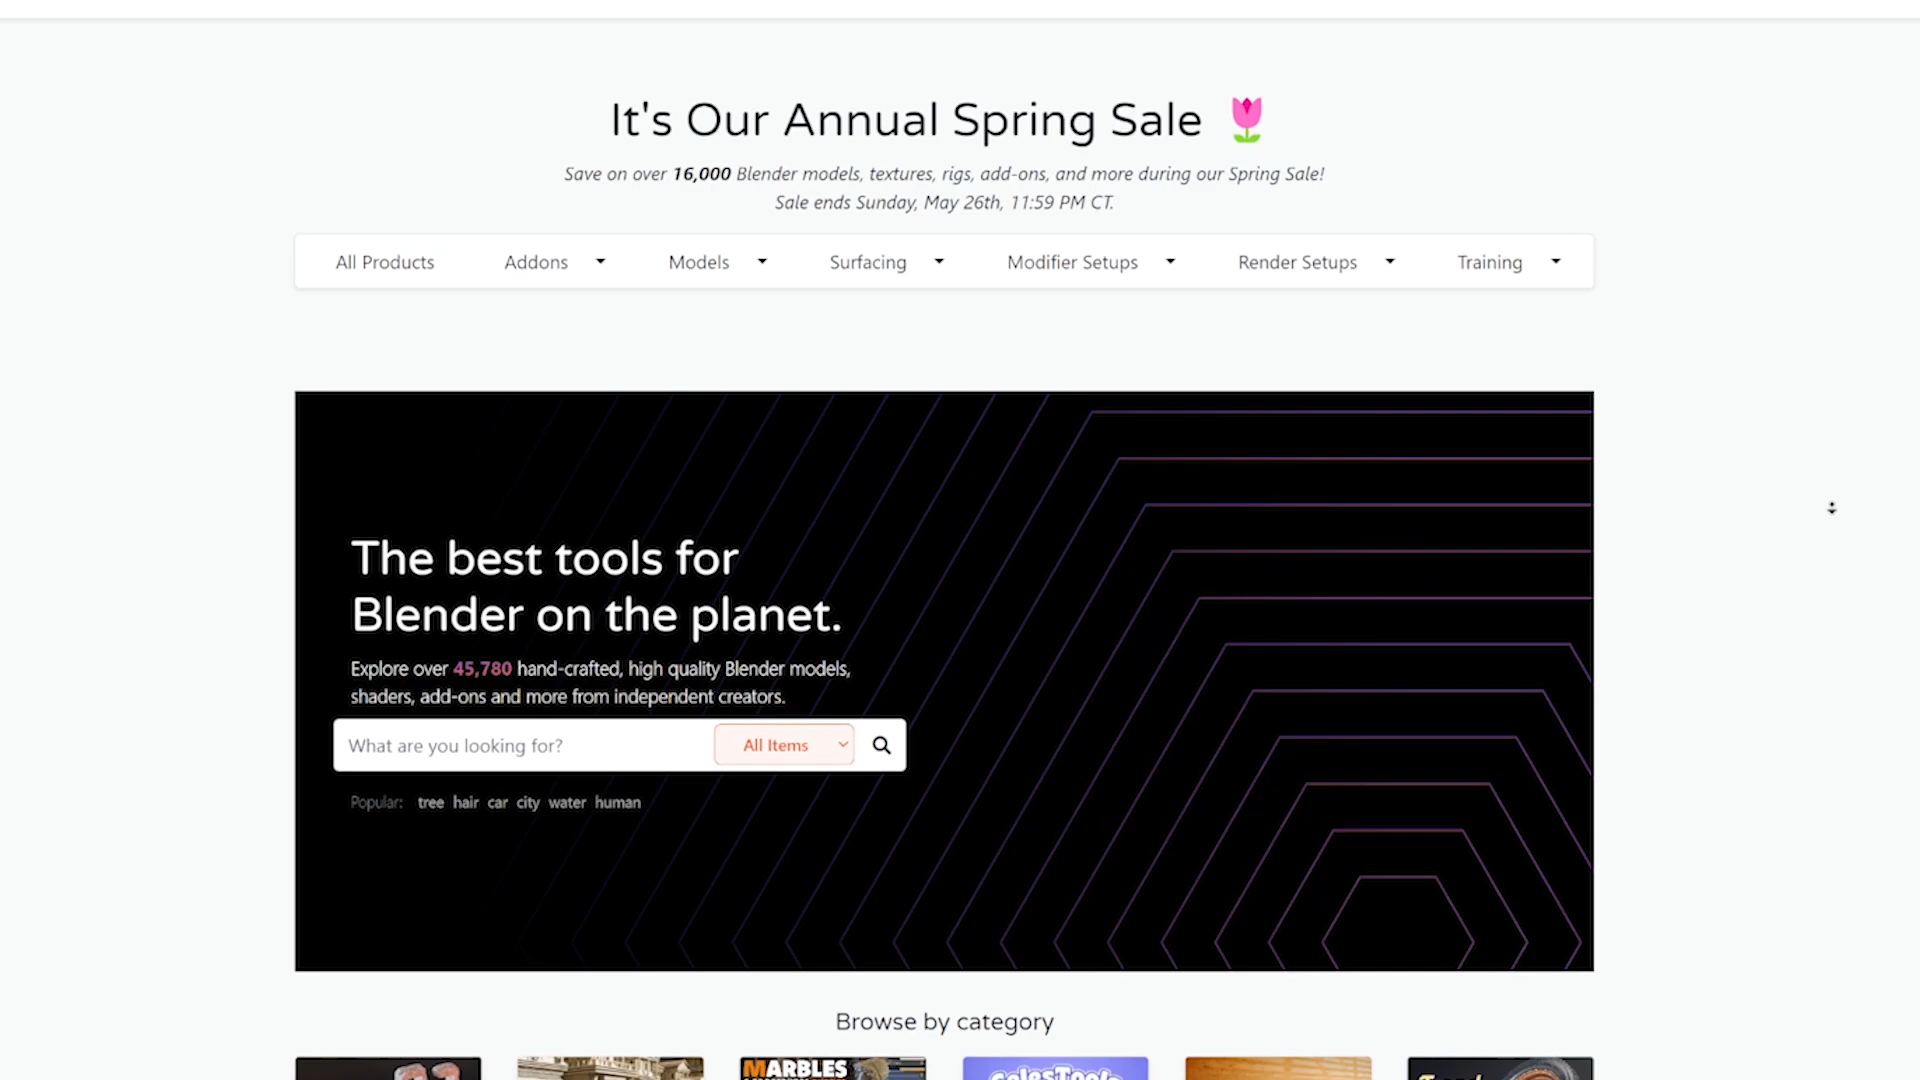 It's Our Annual Spring Sale
Save on over 16,000 Blender models, textures, rigs, add-ons, and more during our Spring Sale!
Sale ends Sunday, May 26th, 11:59 PM CT.
All Products Addons Models Surfacing Modifier Setups Render Setups Training
The best tools for
Blender on the planet.
Explore over 45,780 hand-crafted, high quality Blender models,
shaders, add-ons and more from independent creators.
What are you looking for? All Items
Popular: tree hair car city water human
Browse by category
MARBLES